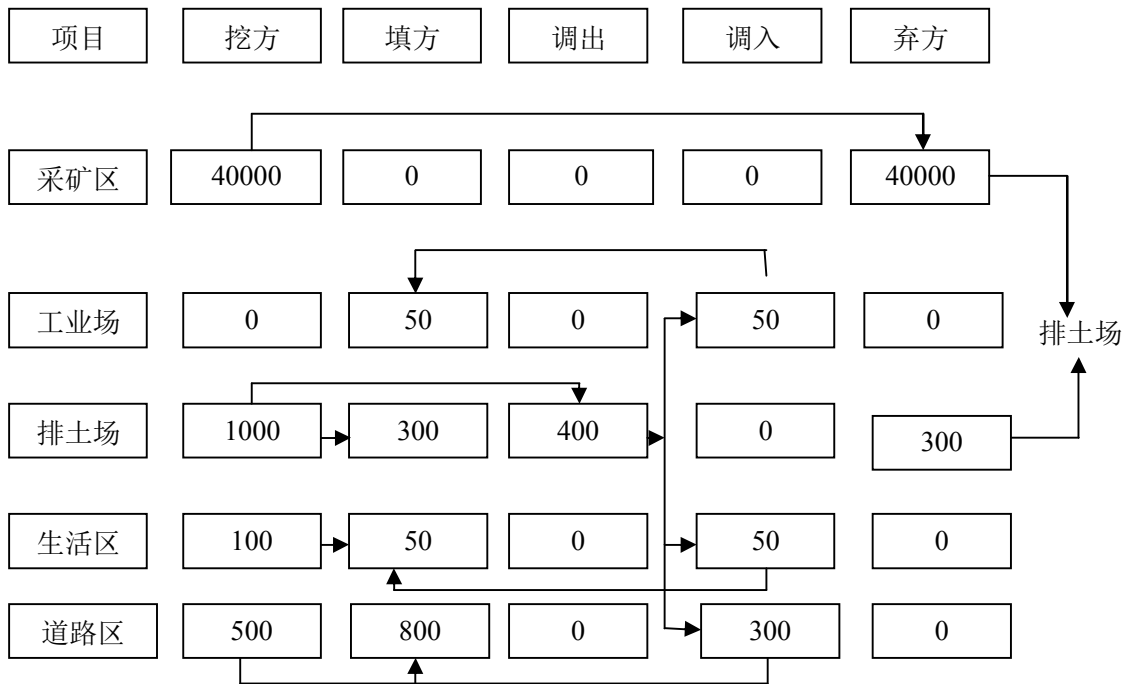 项目 挖方 填方 调出 调入 弃方
采矿区 40000 0 0 0 40000
工业场 0 50 0 50 0
排土场
排土场 1000 300 400 0 300
生活区 100 50 0 50 0
道路区 500 800 0 300 0